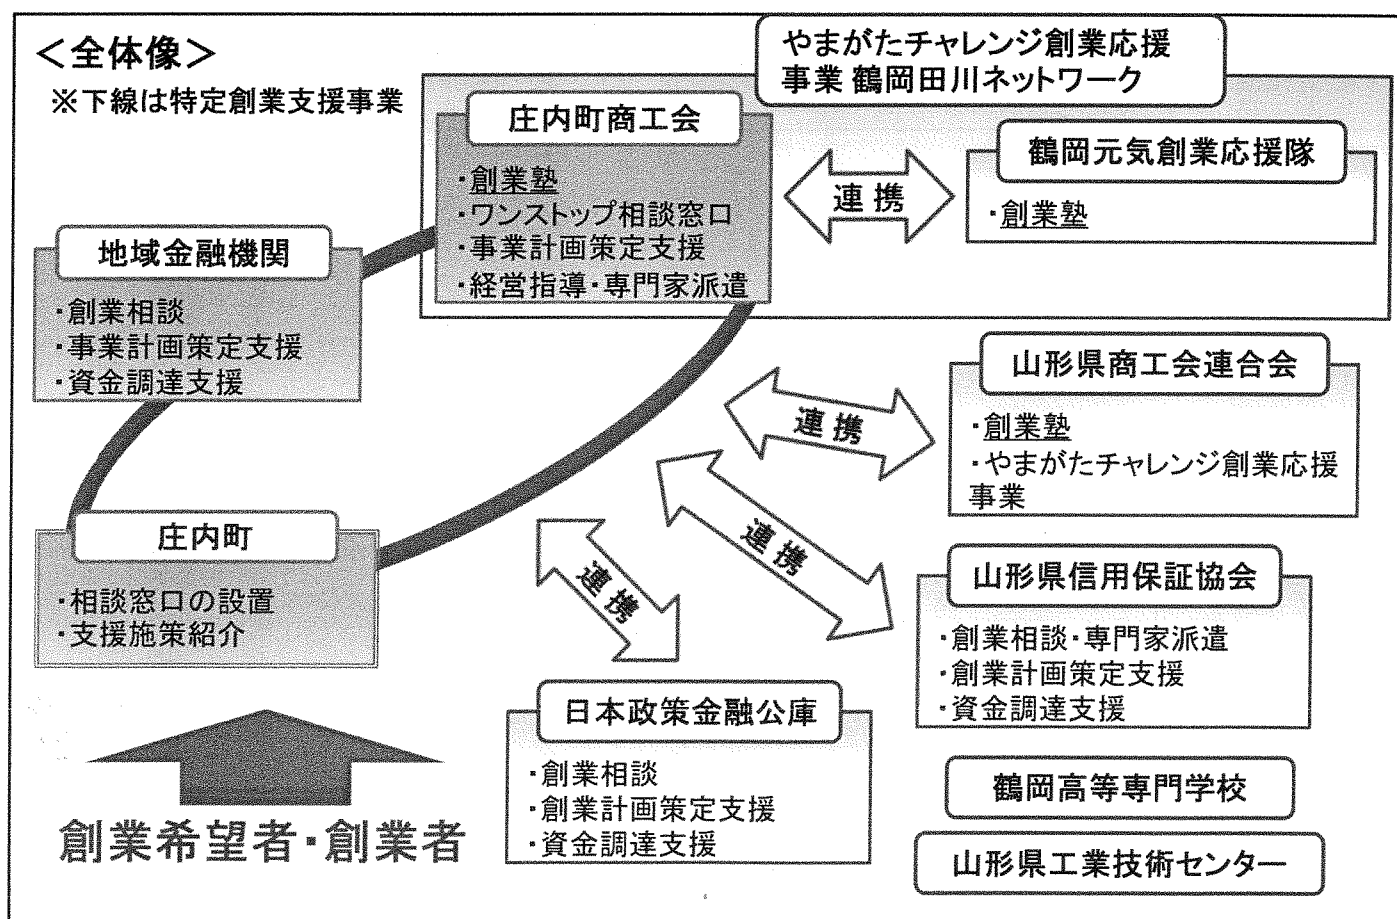 <全体像>
※下線は特定創業支援事業
やまがたチャレンジ創業応援
事業 鶴岡田川ネットワーク
庄内町商工会
・創業塾
・ワンストップ相談窓口
・事業計画策定支援
・経営指導・専門家派遣
連携
鶴岡元気創業応援隊
・創業塾
地域金融機関
・創業相談
・事業計画策定支援
・資金調達支援
連携
山形県商工会連合会
・創業塾
・やまがたチャレンジ創業応援
事業
庄内町
・相談窓口の設置
・支援施策紹介
連携
山形県信用保証協会
・創業相談・専門家派遣
・創業計画策定支援
・資金調達支援
連携
日本政策金融公庫
・創業相談
・創業計画策定支援
・資金調達支援
鶴岡高等専門学校
山形県工業技術センター
創業希望者・創業者